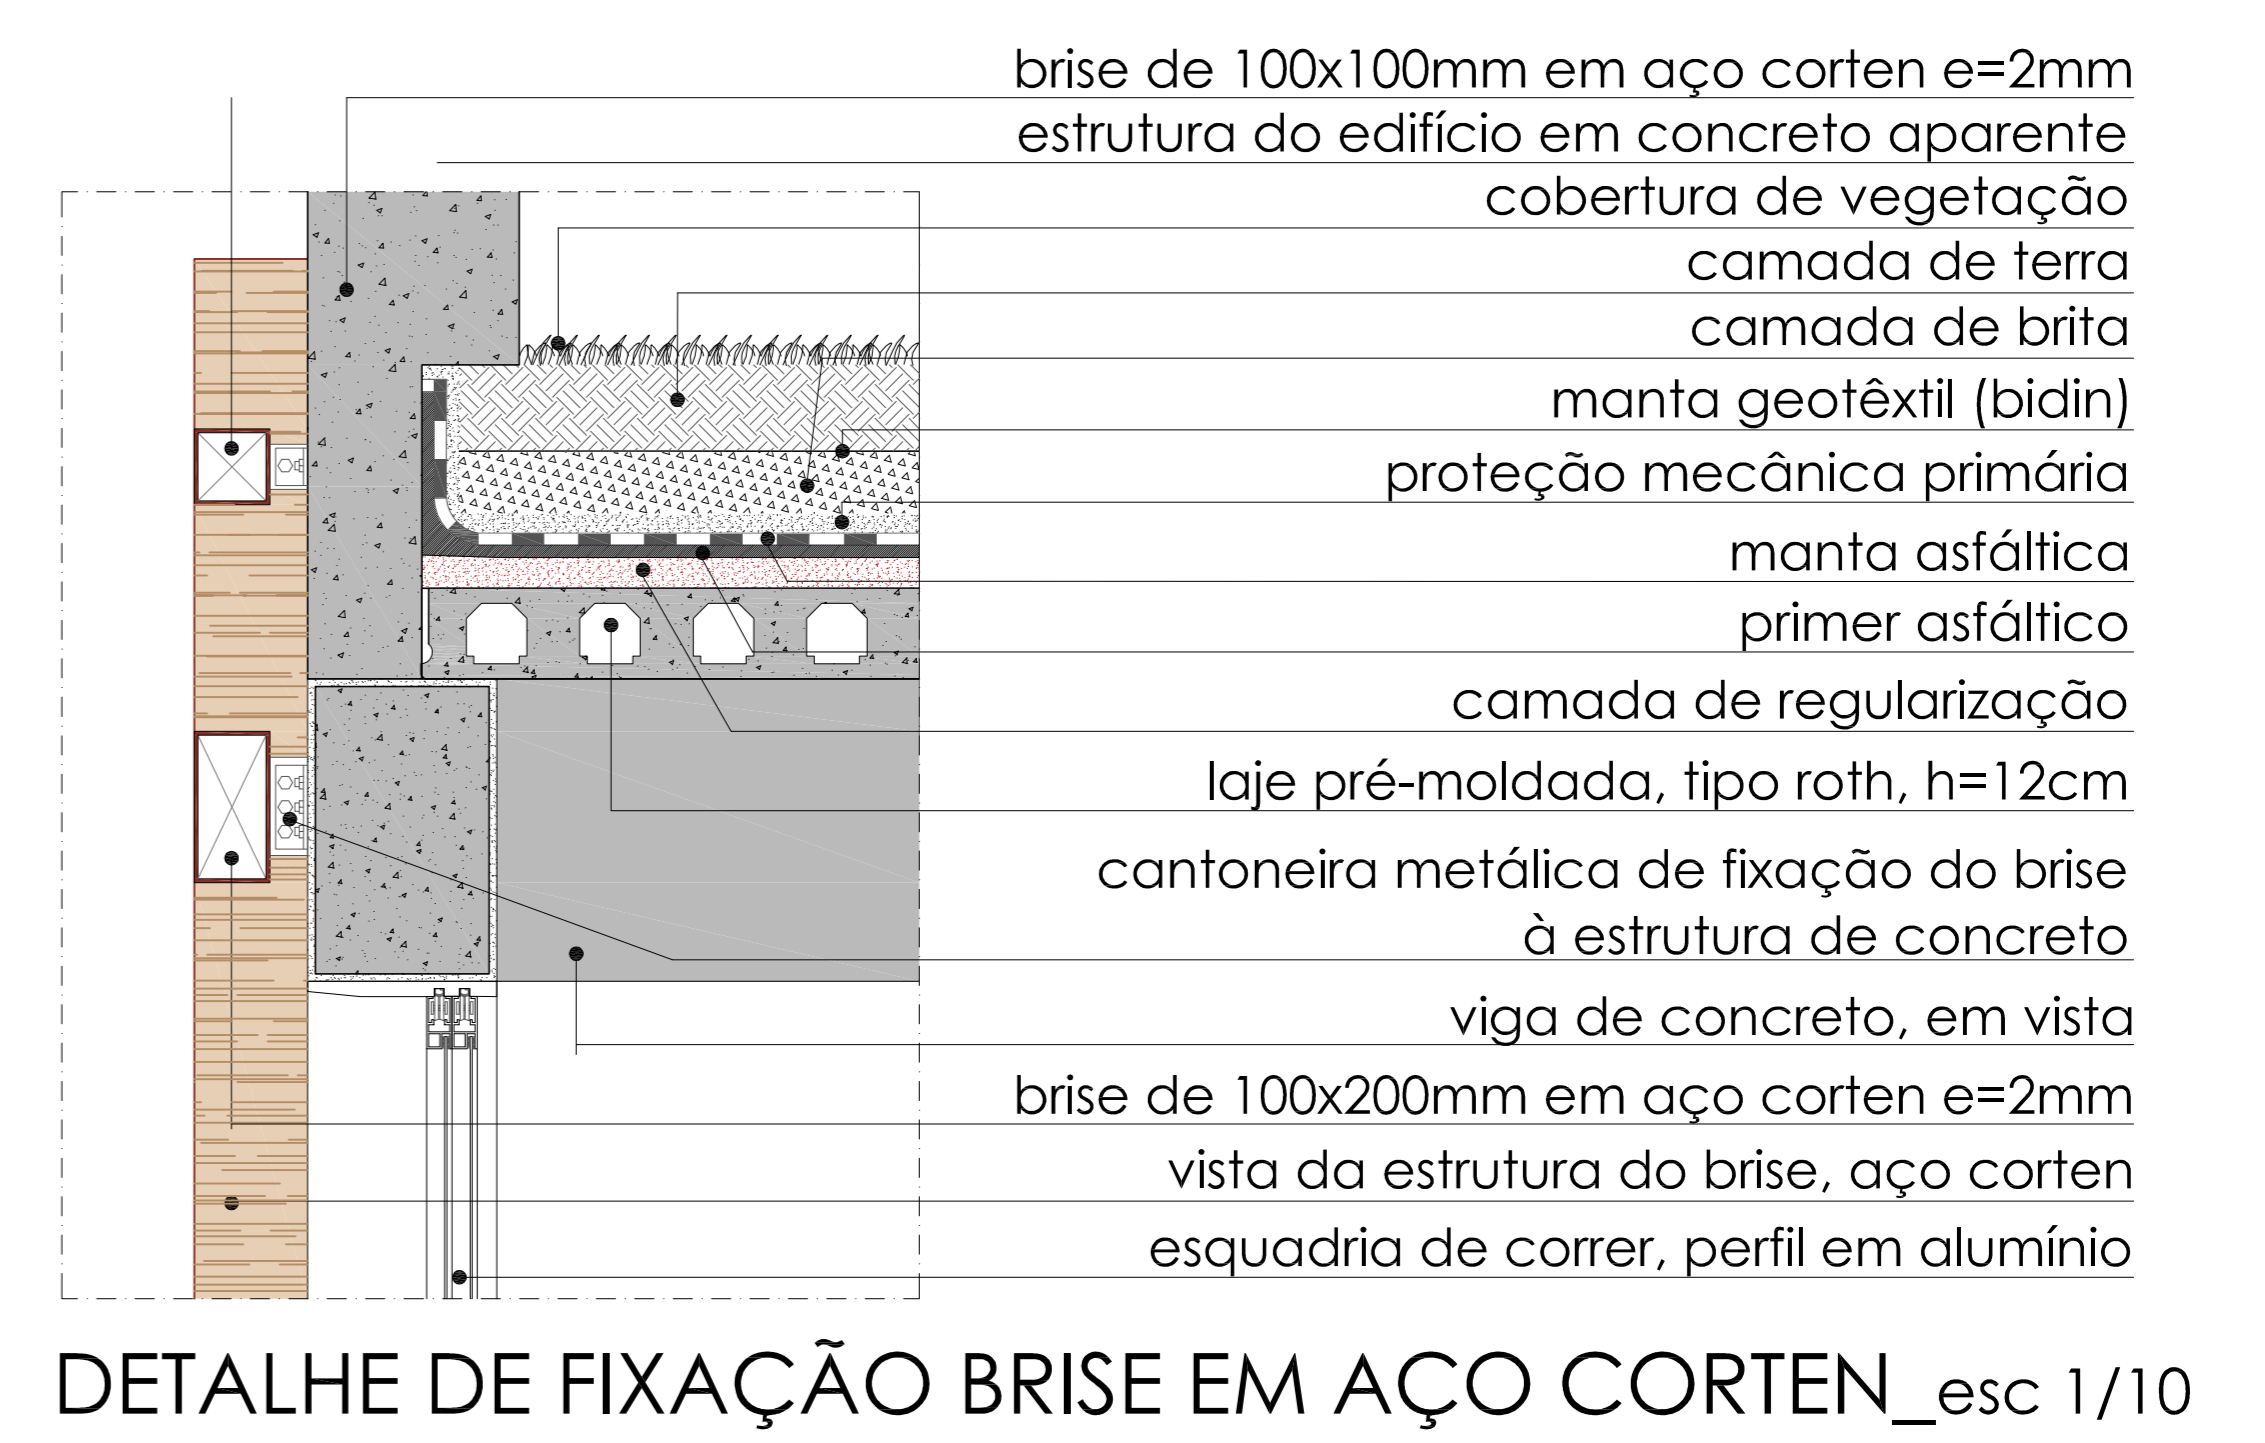 brise de 100x100mm em aço corten e=2mm
estrutura do edifício em concreto aparente
cobertura de vegetação
camada de terra
camada de brita
manta geotêxtil (bidin)
proteção mecânica primária
manta asfáltica
primer asfáltico
camada de regularização
laje pré-moldada, tipo roth, h=12cm
cantoneira metálica de fixação do brise
à estrutura de concreto
viga de concreto, em vista
brise de 100x200mm em aço corten e=2mm
vista da estrutura do brise, aço corten
esquadria de correr, perfil em alumínio
DETALHE DE FIXAÇÃO BRISE EM AÇO CORTEN_esc 1/10